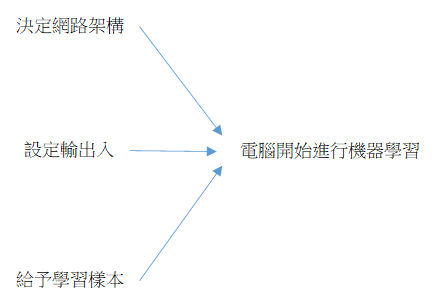 決定網路架構
設定輸出入
電腦開始進行機器學習
給予學習樣本